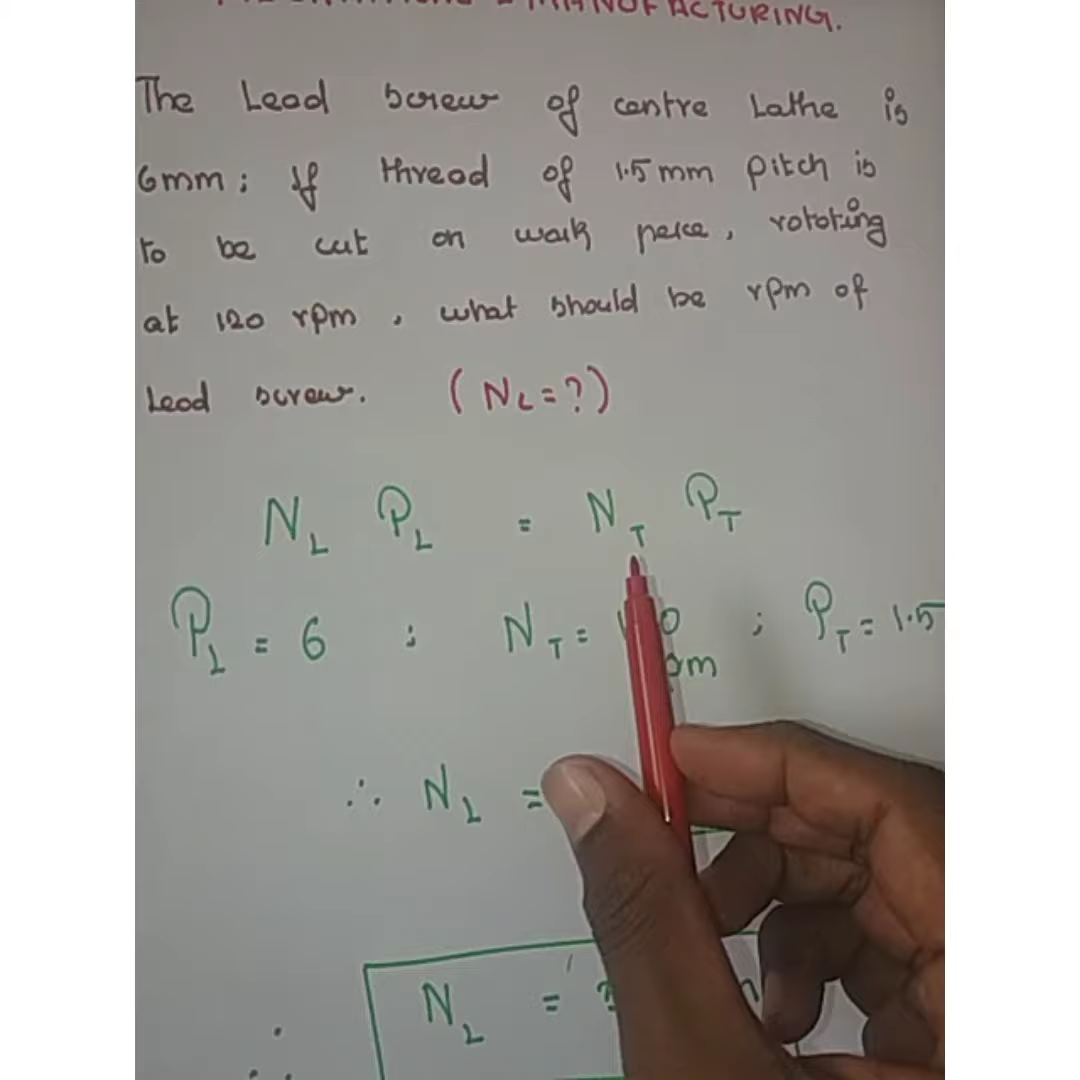 MANUFACTURING.
The Lead screw of centre Lathe is
6mm; If thread of 1.5mm pitch is
to be cut on work peice, rotating
at 120 rpm, what should be rpm of
Lead screw. (NL=?)
NL PL = NT PT
PL = 6 ; NT = ; PT = 1.5
∴ NL =
∴ NL =